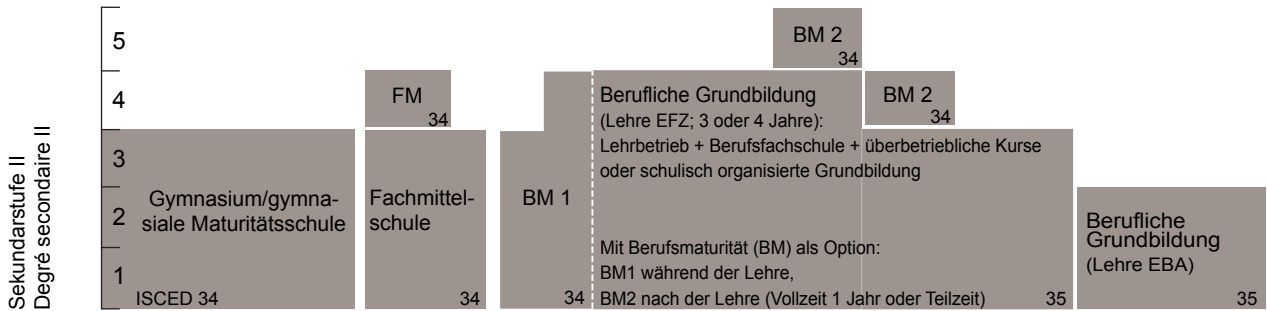 Sekundarstufe II
Degré secondaire II
5
4
3
2
1
Gymnasium/gymna-
siale Maturitätsschule
ISCED 34
FM
34
Fachmittel-
schule
34
BM 1
34
BM 2
34
Berufliche Grundbildung
(Lehre EFZ; 3 oder 4 Jahre):
Lehrbetrieb + Berufsfachschule + überbetriebliche Kurse
oder schulisch organisierte Grundbildung
Mit Berufsmaturität (BM) als Option:
BM1 während der Lehre,
BM2 nach der Lehre (Vollzeit 1 Jahr oder Teilzeit)
35
BM 2
34
Berufliche
Grundbildung
(Lehre EBA)
35